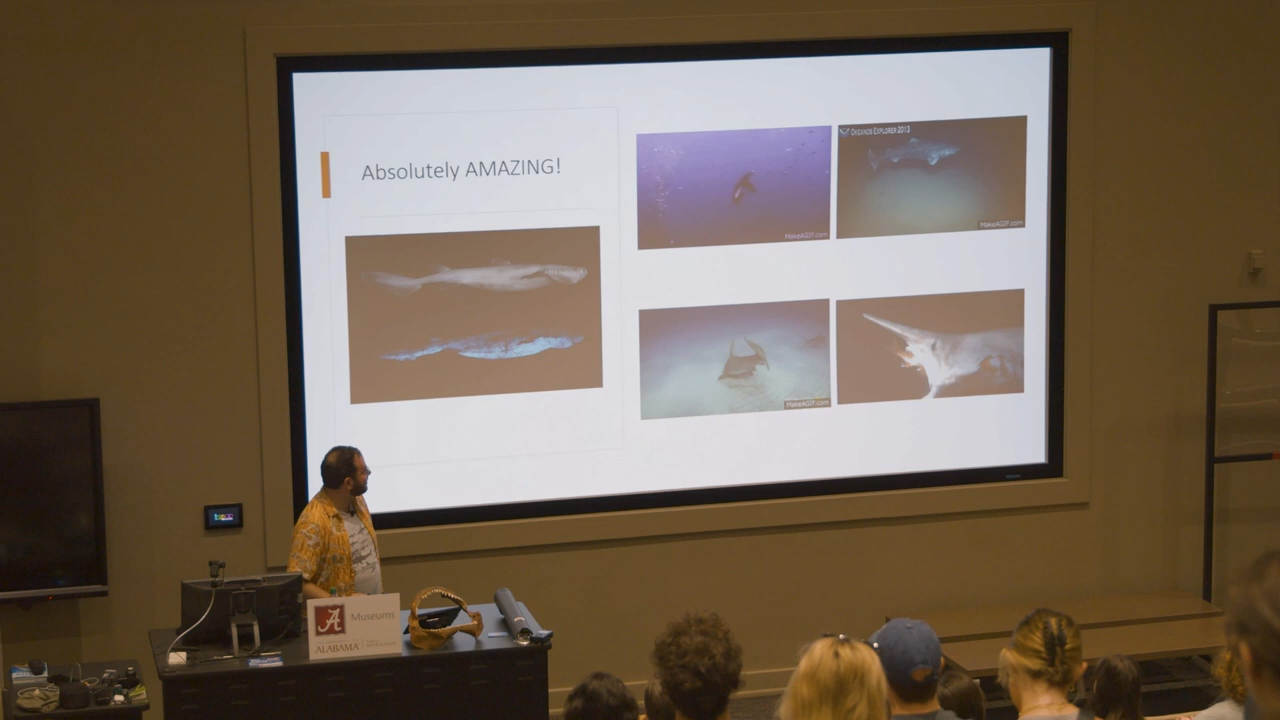 Absolutely AMAZING!
OKEANOS EXPLORER 2013
MakeAGIF.com
MakeAGIF.com
MakeAGIF.com
A Museums
ALABAMA